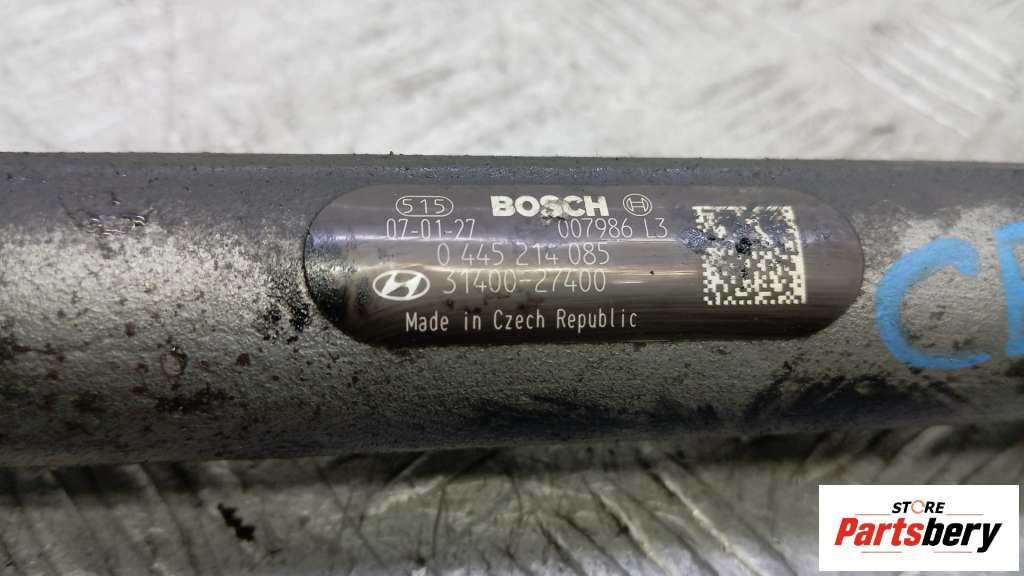 515 BOSCH
07-01-27 007986 L3
0 445 214 085
31400-27400
Made in Czech Republic
STORE
Partsbery